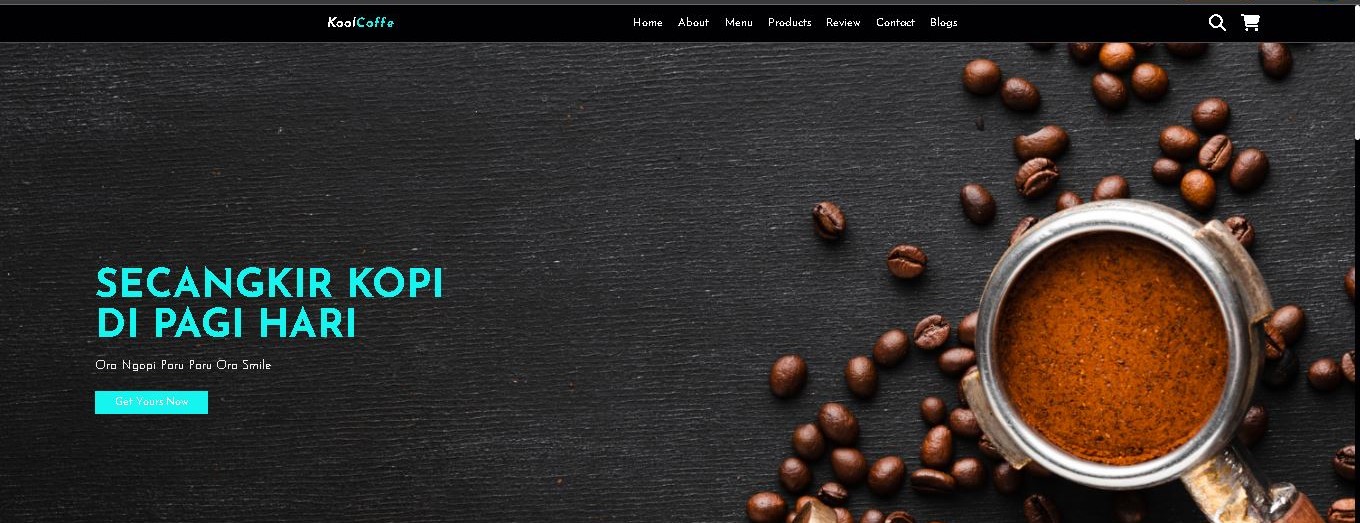 KoolCoffe
Home About Menu Products Review Contact Blogs
SECANGKIR KOPI
DI PAGI HARI
Ora Ngopi Paru Paru Ora Smile
Get Yours Now